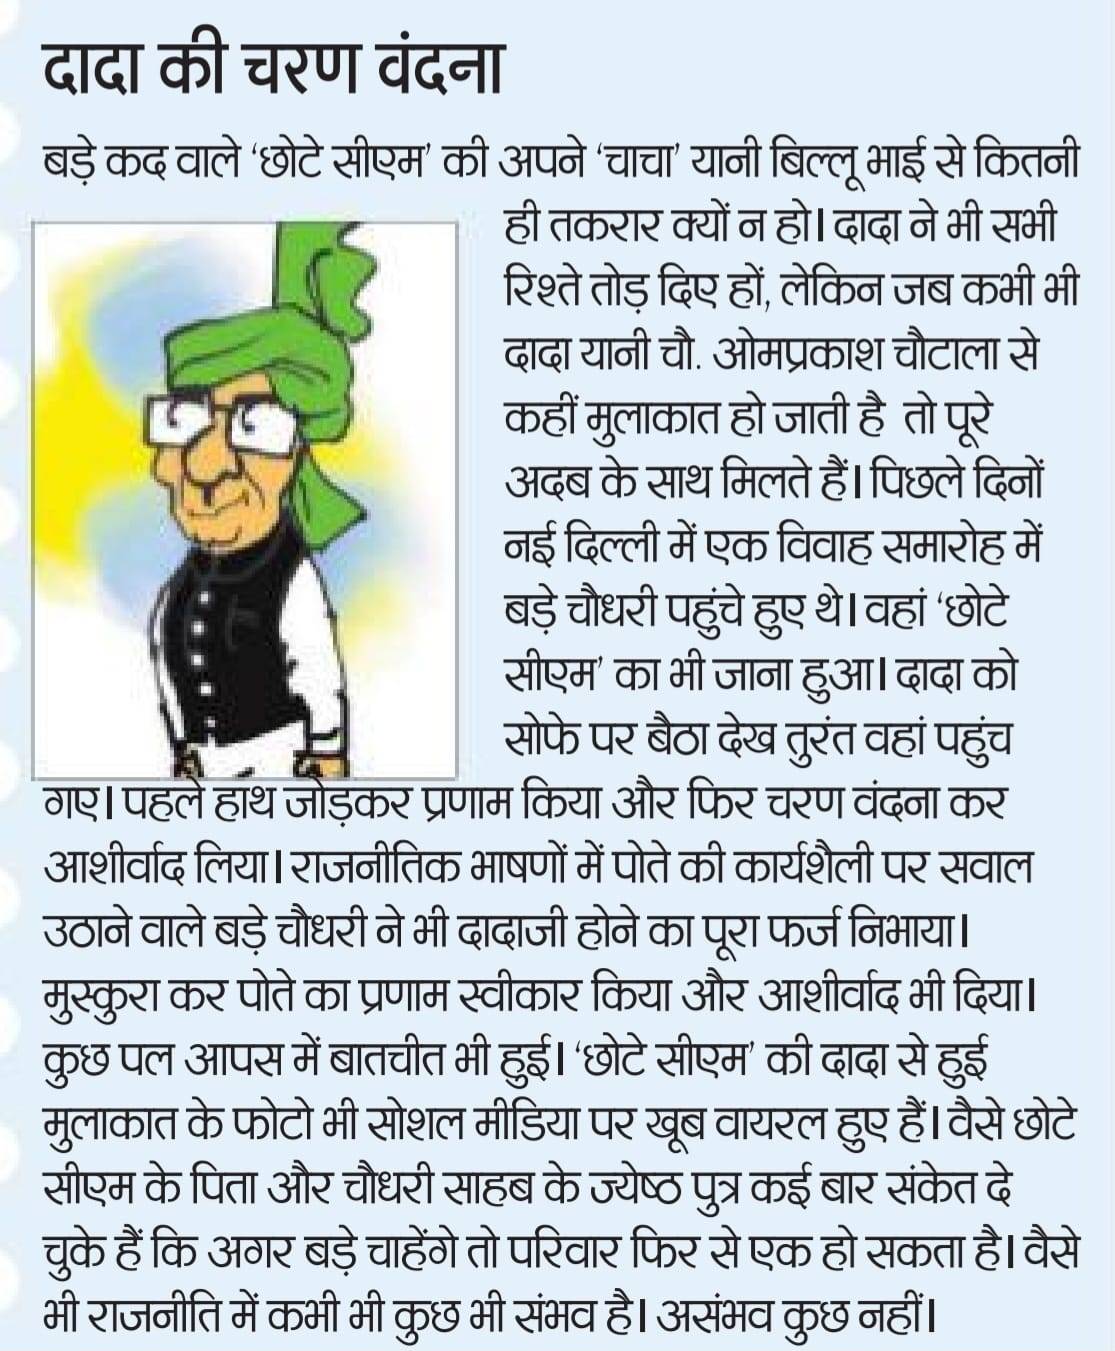 दादा की चरण वंदना
बड़े कद वाले ‘छोटे सीएम’ की अपने ‘चाचा’ यानी बिल्लू भाई से कितनी
ही तकरार क्यों न हो। दादा ने भी सभी
रिश्ते तोड़ दिए हों, लेकिन जब कभी भी
दादा यानी चौ. ओमप्रकाश चौटाला से
कहीं मुलाकात हो जाती है तो पूरे
अदब के साथ मिलते हैं। पिछले दिनों
नई दिल्ली में एक विवाह समारोह में
बड़े चौधरी पहुंचे हुए थे। वहां ‘छोटे
सीएम’ का भी जाना हुआ। दादा को
सोफे पर बैठा देख तुरंत वहां पहुंच
गए। पहले हाथ जोड़कर प्रणाम किया और फिर चरण वंदना कर
आशीर्वाद लिया। राजनीतिक भाषणों में पोते की कार्यशैली पर सवाल
उठाने वाले बड़े चौधरी ने भी दादाजी होने का पूरा फर्ज निभाया।
मुस्कुरा कर पोते का प्रणाम स्वीकार किया और आशीर्वाद भी दिया।
कुछ पल आपस में बातचीत भी हुई। ‘छोटे सीएम’ की दादा से हुई
मुलाकात के फोटो भी सोशल मीडिया पर खूब वायरल हुए हैं। वैसे छोटे
सीएम के पिता और चौधरी साहब के ज्येष्ठ पुत्र कई बार संकेत दे
चुके हैं कि अगर बड़े चाहेंगे तो परिवार फिर से एक हो सकता है। वैसे
भी राजनीति में कभी भी कुछ भी संभव है। असंभव कुछ नहीं।